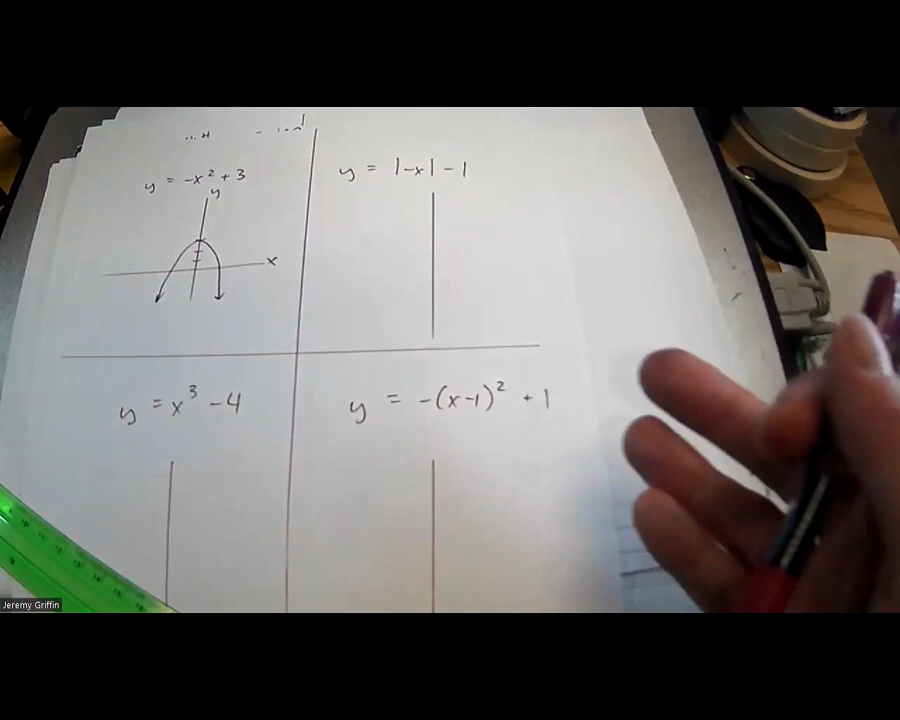 y = -x² + 3
y
x
y = |-x| - 1
y = x³ - 4
y = -(x-1)² + 1
Jeremy Griffin